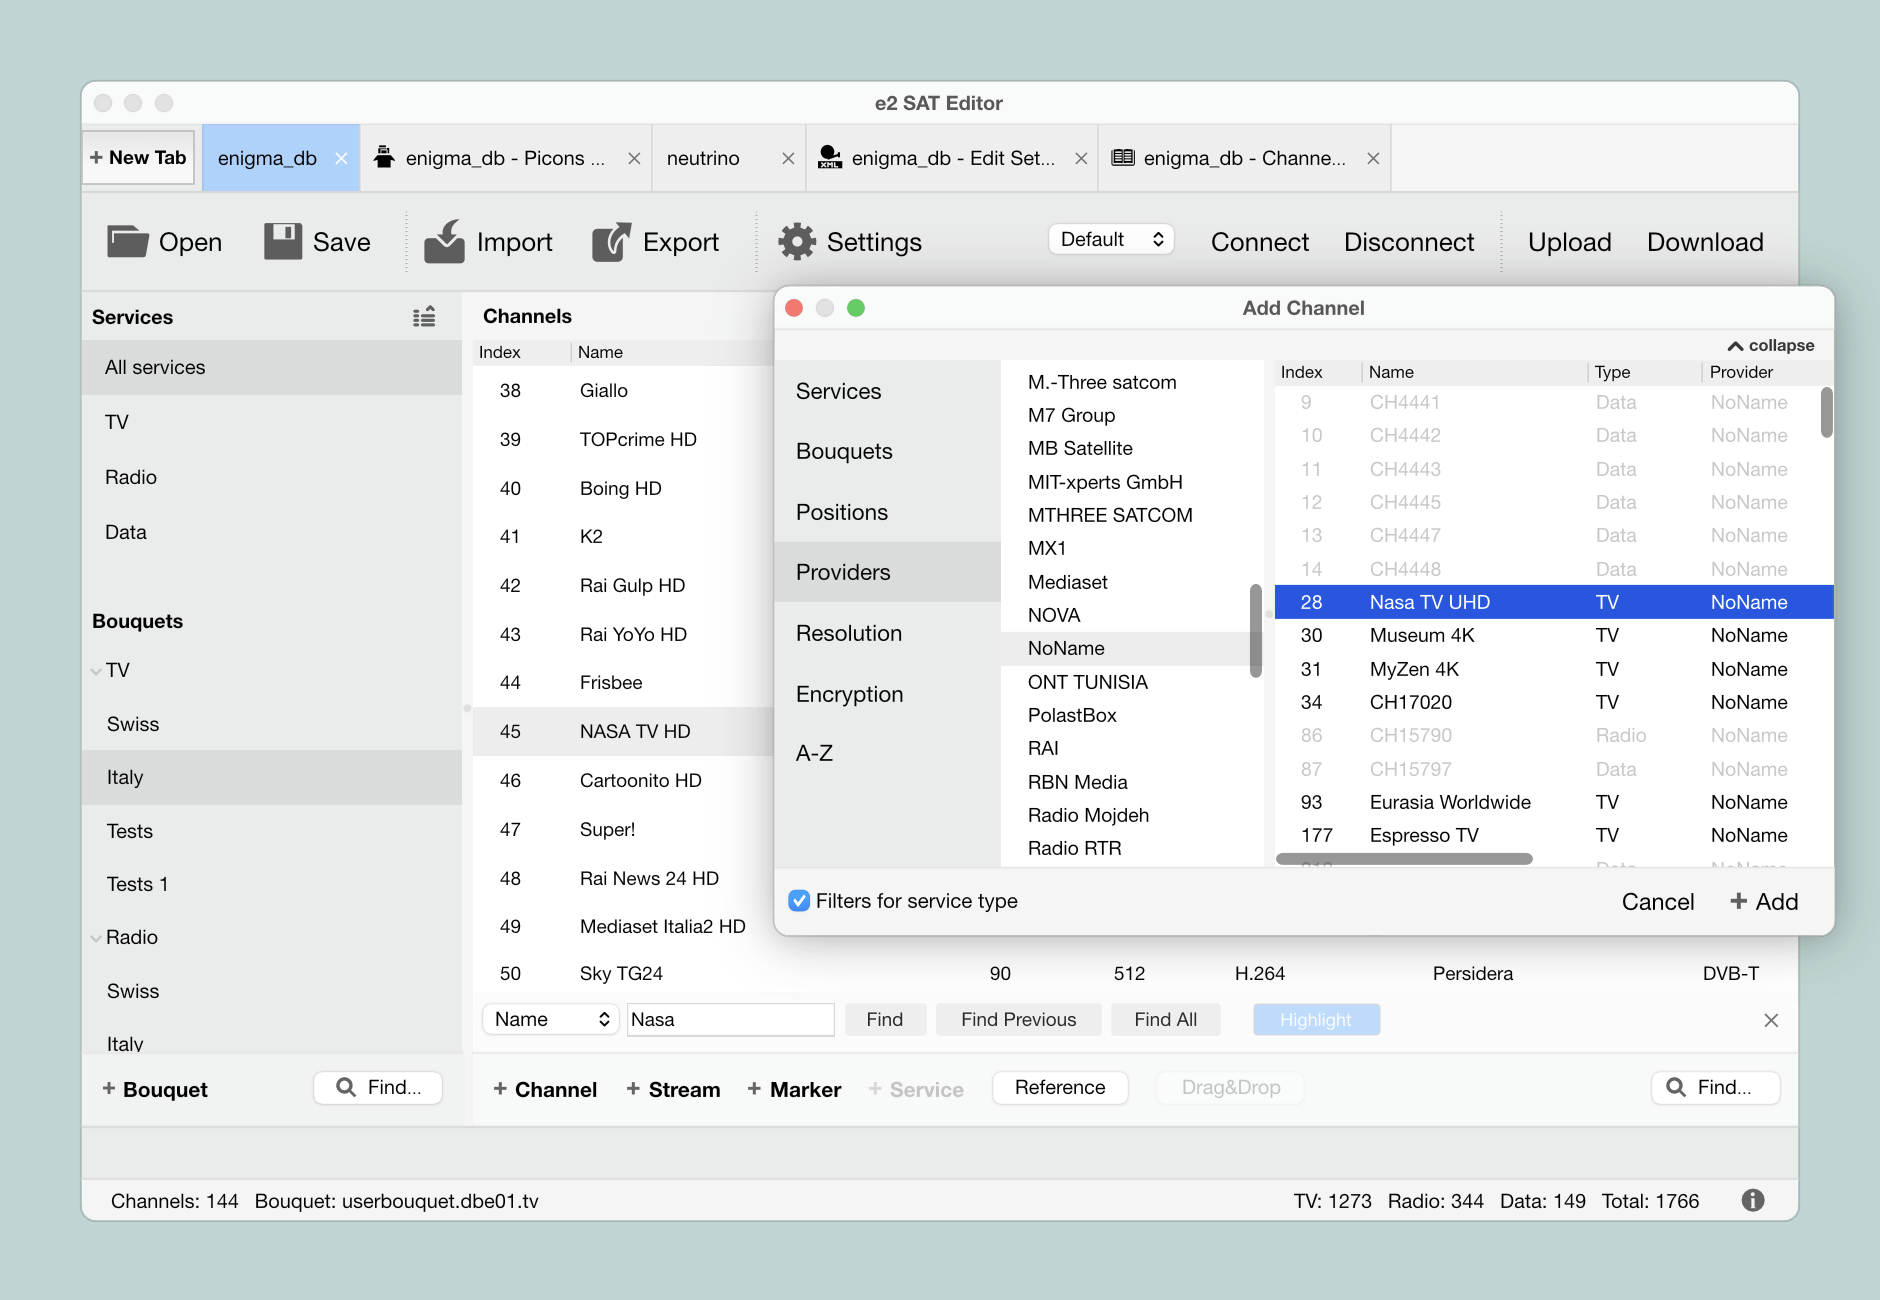 e2 SAT Editor
+ New Tab enigma_db enigma_db - Picons ... neutrino enigma_db - Edit Set... enigma_db - Channe...
XML
Open Save Import Export Settings Default Connect Disconnect Upload Download
Services
All services
TV
Radio
Data
Bouquets
TV
Swiss
Italy
Tests
Tests 1
Radio
Swiss
Italy
+ Bouquet Find...
Channels
Index Name
38 Giallo
39 TOPcrime HD
40 Boing HD
41 K2
42 Rai Gulp HD
43 Rai YoYo HD
44 Frisbee
45 NASA TV HD
46 Cartoonito HD
47 Super!
48 Rai News 24 HD
49 Mediaset Italia2 HD
50 Sky TG24 90 512 H.264 Persidera DVB-T
Name Nasa Find Find Previous Find All Highlight
+ Channel + Stream + Marker + Service Reference Drag&Drop Find...
Add Channel
collapse
Services
Bouquets
Positions
Providers
Resolution
Encryption
A-Z
M.-Three satcom
M7 Group
MB Satellite
MIT-xperts GmbH
MTHREE SATCOM
MX1
Mediaset
NOVA
NoName
ONT TUNISIA
PolastBox
RAI
RBN Media
Radio Mojdeh
Radio RTR
Index Name Type Provider
9 CH4441 Data NoName
10 CH4442 Data NoName
11 CH4443 Data NoName
12 CH4445 Data NoName
13 CH4447 Data NoName
14 CH4448 Data NoName
28 Nasa TV UHD TV NoName
30 Museum 4K TV NoName
31 MyZen 4K TV NoName
34 CH17020 TV NoName
86 CH15790 Radio NoName
87 CH15797 Data NoName
93 Eurasia Worldwide TV NoName
177 Espresso TV TV NoName
Filters for service type Cancel + Add
Channels: 144 Bouquet: userbouquet.dbe01.tv TV: 1273 Radio: 344 Data: 149 Total: 1766